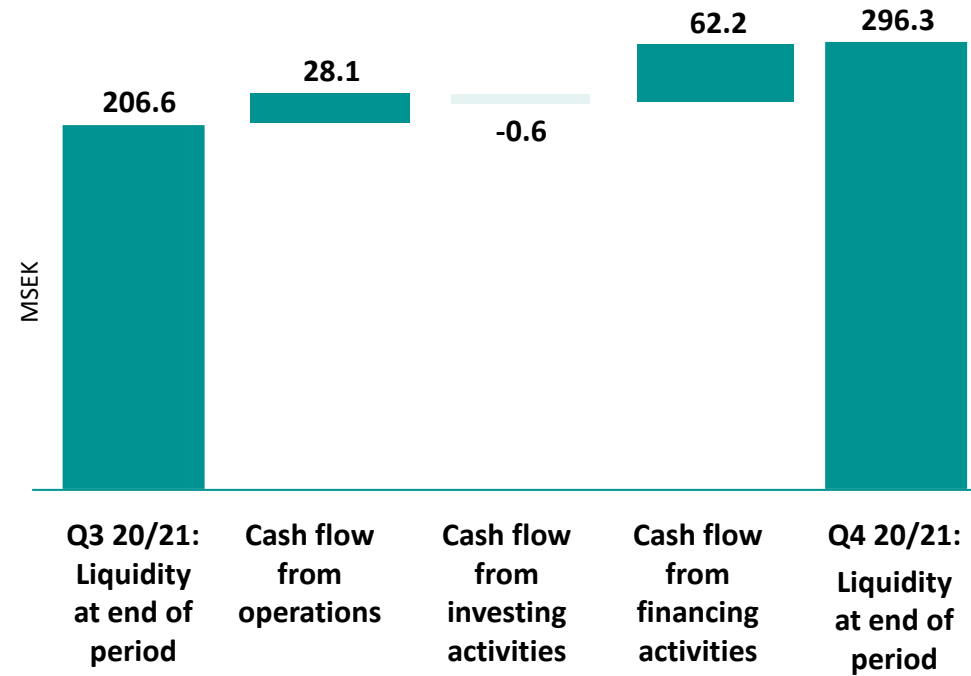 62.2
296.3
28.1
206.6
-0.6
MSEK
Q3 20/21:
Liquidity
at end of
period
Cash flow
from
operations
Cash flow
from
investing
activities
Cash flow
from
financing
activities
Q4 20/21:
Liquidity
at end of
period